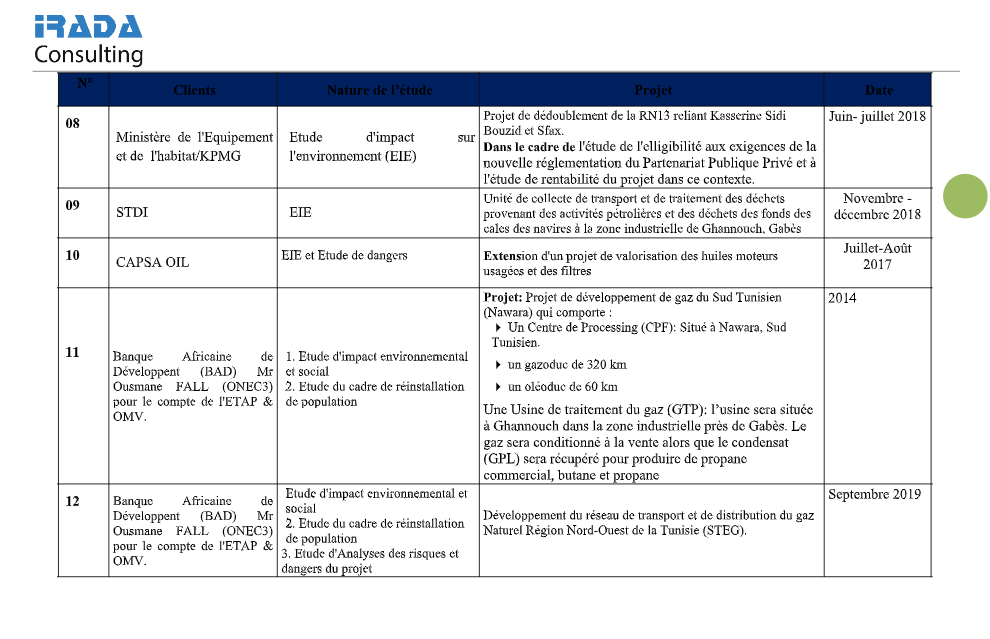 iRADA
Consulting
N° Clients Nature de l'étude Projet Date
08
Ministère de l'Equipement
et de l'habitat/KPMG
Etude d'impact sur
l'environnement (EIE)
Projet de dédoublement de la RN13 reliant Kasserine Sidi
Bouzid et Sfax.
Dans le cadre de l'étude de l'elligibilité aux exigences de la
nouvelle réglementation du Partenariat Publique Privé et à
l'étude de rentabilité du projet dans ce contexte.
Juin- juillet 2018
09
STDI
EIE
Unité de collecte de transport et de traitement des déchets
provenant des activités pétrolières et des déchets des fonds des
cales des navires à la zone industrielle de Ghannouch, Gabès
Novembre -
décembre 2018
10
CAPSA OIL
EIE et Etude de dangers
Extension d'un projet de valorisation des huiles moteurs
usagées et des filtres
Juillet-Août
2017
11
Banque Africaine de
Développent (BAD) Mr
Ousmane FALL (ONEC3)
pour le compte de l'ETAP &
OMV.
1. Etude d'impact environnemental
et social
2. Etude du cadre de réinstallation
de population
Projet: Projet de développement de gaz du Sud Tunisien
(Nawara) qui comporte :
Un Centre de Processing (CPF): Situé à Nawara, Sud
Tunisien.
un gazoduc de 320 km
un oléoduc de 60 km
Une Usine de traitement du gaz (GTP): l'usine sera située
à Ghannouch dans la zone industrielle près de Gabès. Le
gaz sera conditionné à la vente alors que le condensat
(GPL) sera récupéré pour produire de propane
commercial, butane et propane
2014
12
Banque Africaine de
Développent (BAD) Mr
Ousmane FALL (ONEC3)
pour le compte de l'ETAP &
OMV.
Etude d'impact environnemental et
social
2. Etude du cadre de réinstallation
de population
3. Etude d'Analyses des risques et
dangers du projet
Développement du réseau de transport et de distribution du gaz
Naturel Région Nord-Ouest de la Tunisie (STEG).
Septembre 2019